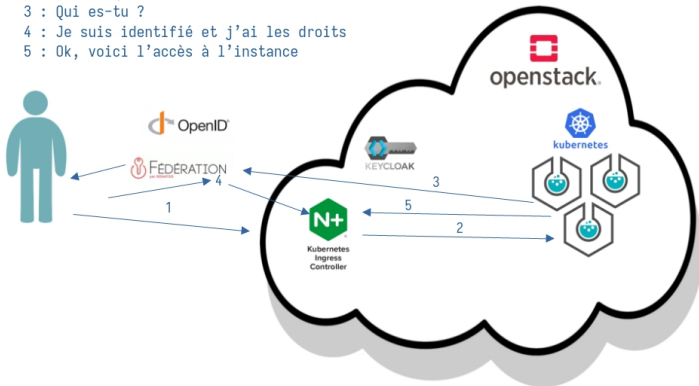 3 : Qui es-tu ?
4 : Je suis identifié et j'ai les droits
5 : Ok, voici l'accès à l'instance
openstack.
OpenID®
kubernetes
KEYCLOAK
FÉDÉRATION
3
4
1
5
2
N+
Kubernetes
Ingress
Controller